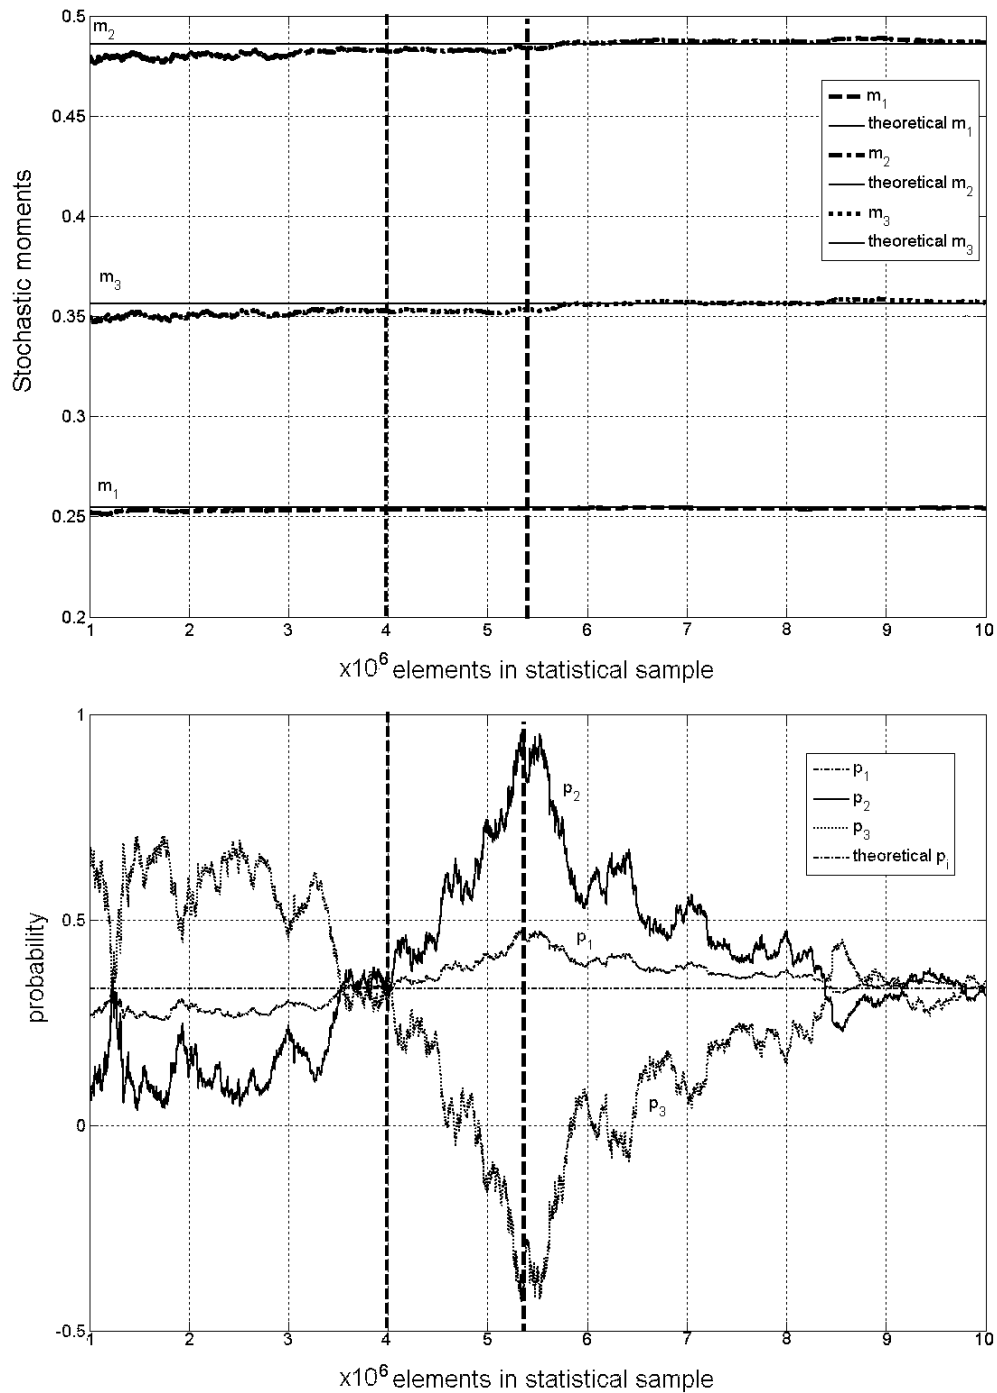 0.5
m2
0.45
m1
theoretical m1
m2
theoretical m2
m3
theoretical m3
0.4
Stochastic moments
m3
0.35
0.3
m1
0.25
0.2
1 2 3 4 5 6 7 8 9 10
x10^6 elements in statistical sample
1
p1
p2
p3
theoretical pi
p2
0.5
p1
probability
p3
0
-0.5
1 2 3 4 5 6 7 8 9 10
x10^6 elements in statistical sample